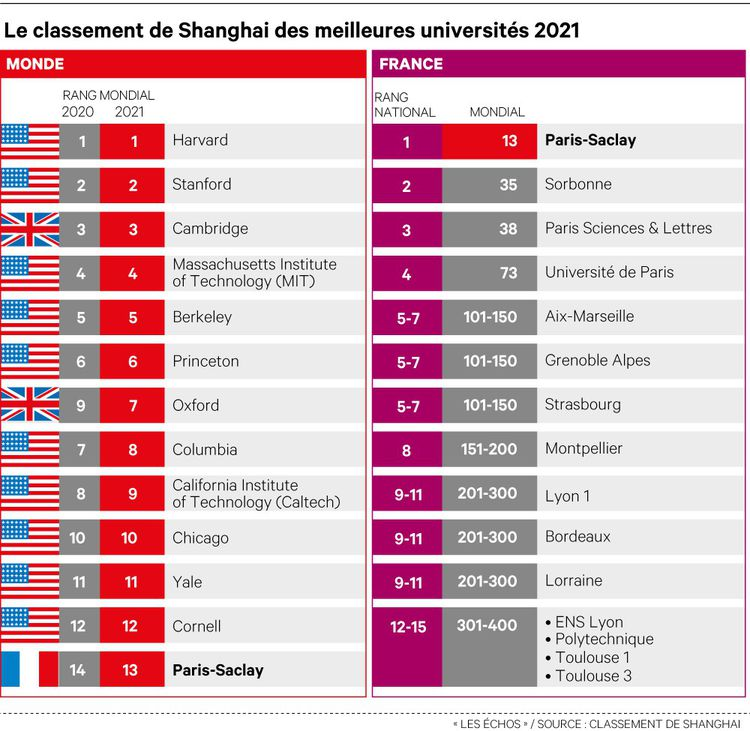 Le classement de Shanghai des meilleures universités 2021
MONDE
RANG MONDIAL
2020 2021
1 1 Harvard
2 2 Stanford
3 3 Cambridge
4 4 Massachusetts Institute
of Technology (MIT)
5 5 Berkeley
6 6 Princeton
9 7 Oxford
7 8 Columbia
8 9 California Institute
of Technology (Caltech)
10 10 Chicago
11 11 Yale
12 12 Cornell
14 13 Paris-Saclay
FRANCE
RANG
NATIONAL MONDIAL
1 13 Paris-Saclay
2 35 Sorbonne
3 38 Paris Sciences & Lettres
4 73 Université de Paris
5-7 101-150 Aix-Marseille
5-7 101-150 Grenoble Alpes
5-7 101-150 Strasbourg
8 151-200 Montpellier
9-11 201-300 Lyon 1
9-11 201-300 Bordeaux
9-11 201-300 Lorraine
12-15 301-400 • ENS Lyon
• Polytechnique
• Toulouse 1
• Toulouse 3
« LES ÉCHOS » / SOURCE : CLASSEMENT DE SHANGHAI